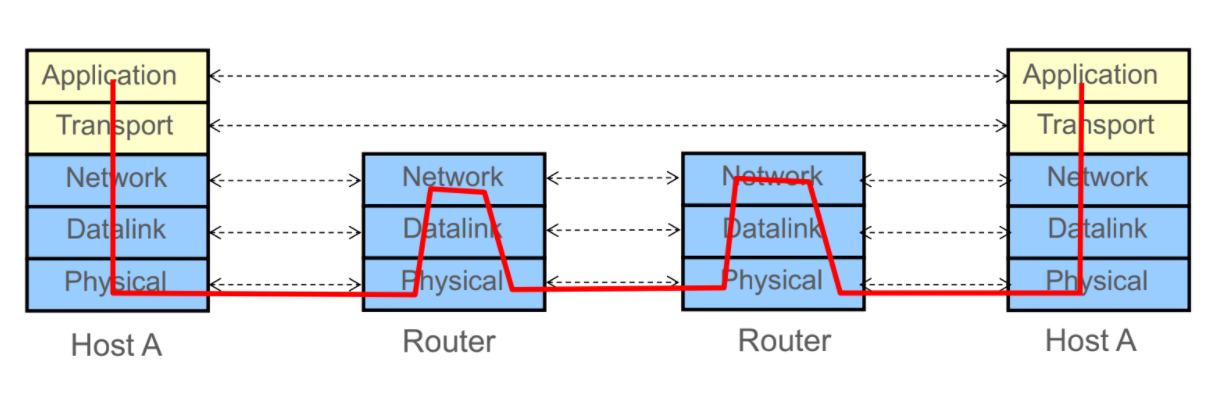 Application
Transport
Network
Datalink
Physical
Host A
Network
Datalink
Physical
Router
Network
Datalink
Physical
Router
Application
Transport
Network
Datalink
Physical
Host A